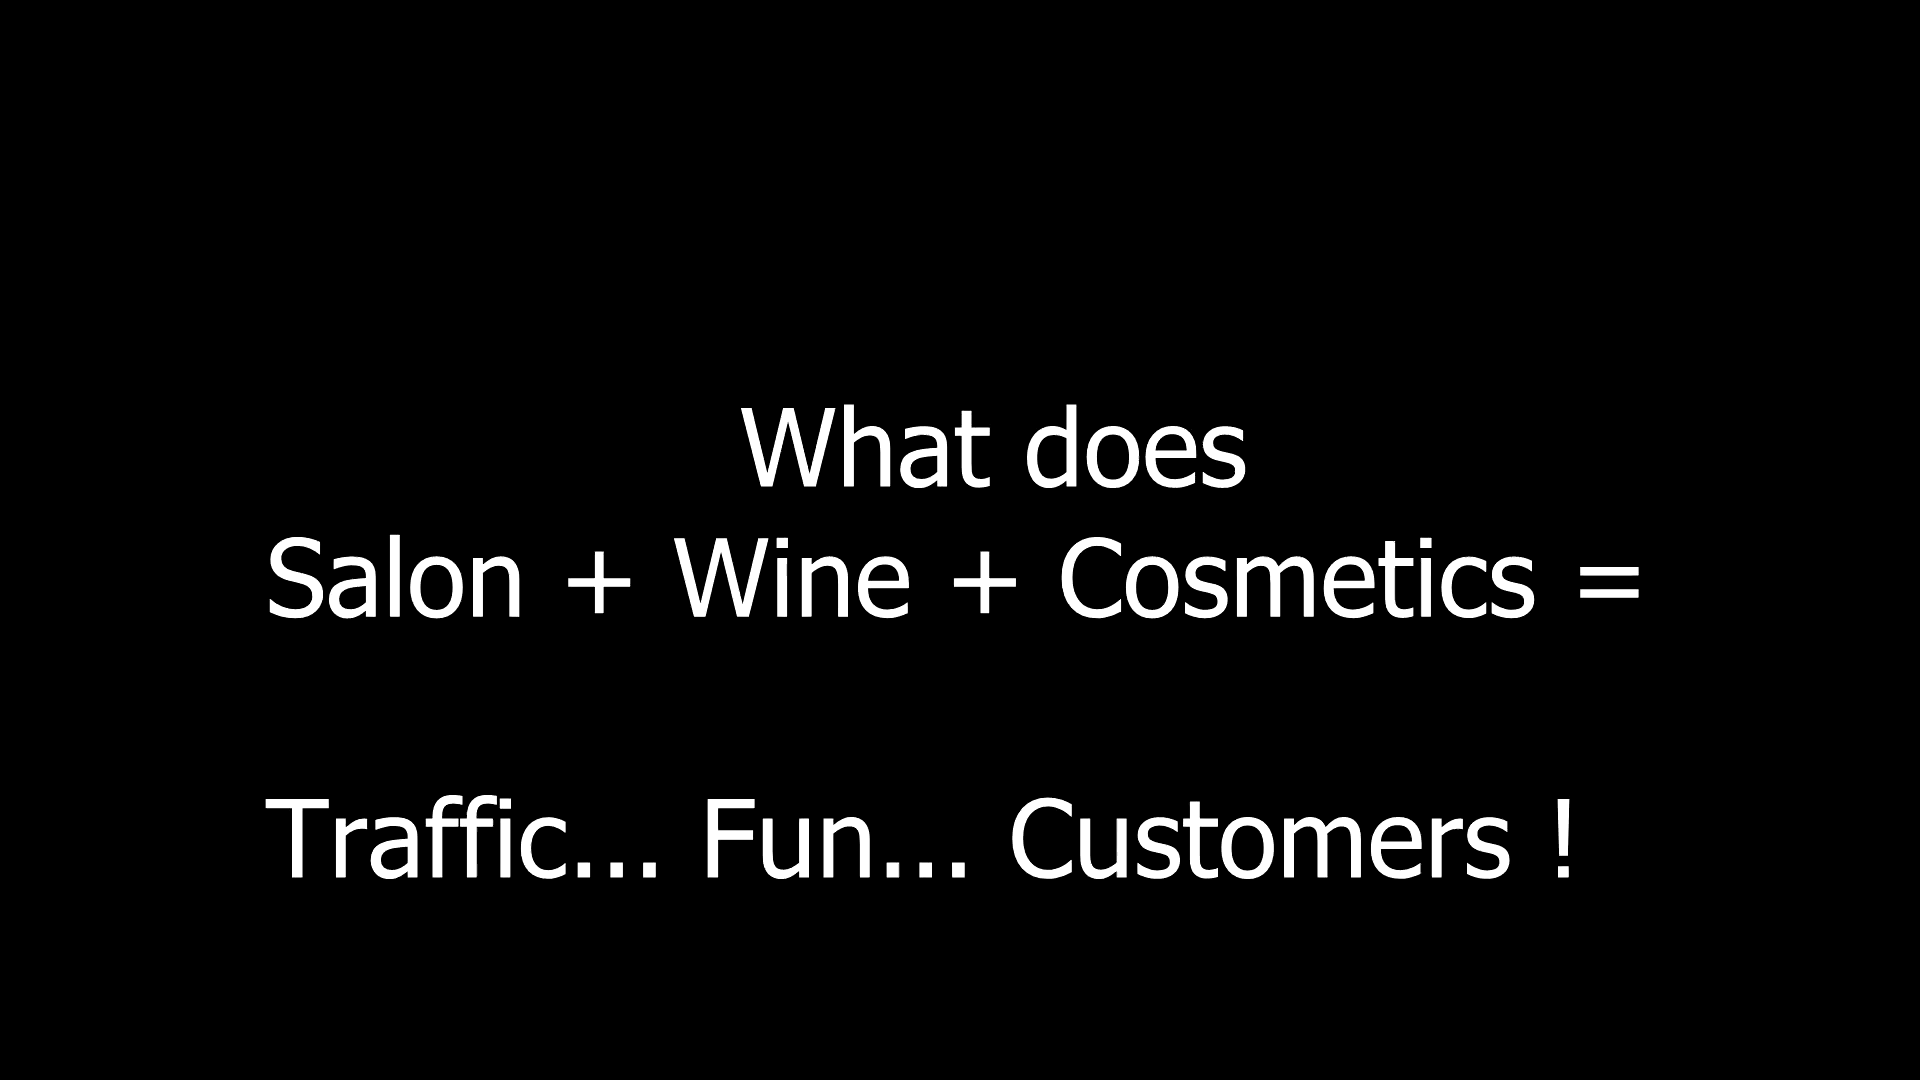 What does
Salon + Wine + Cosmetics =
Traffic... Fun... Customers !